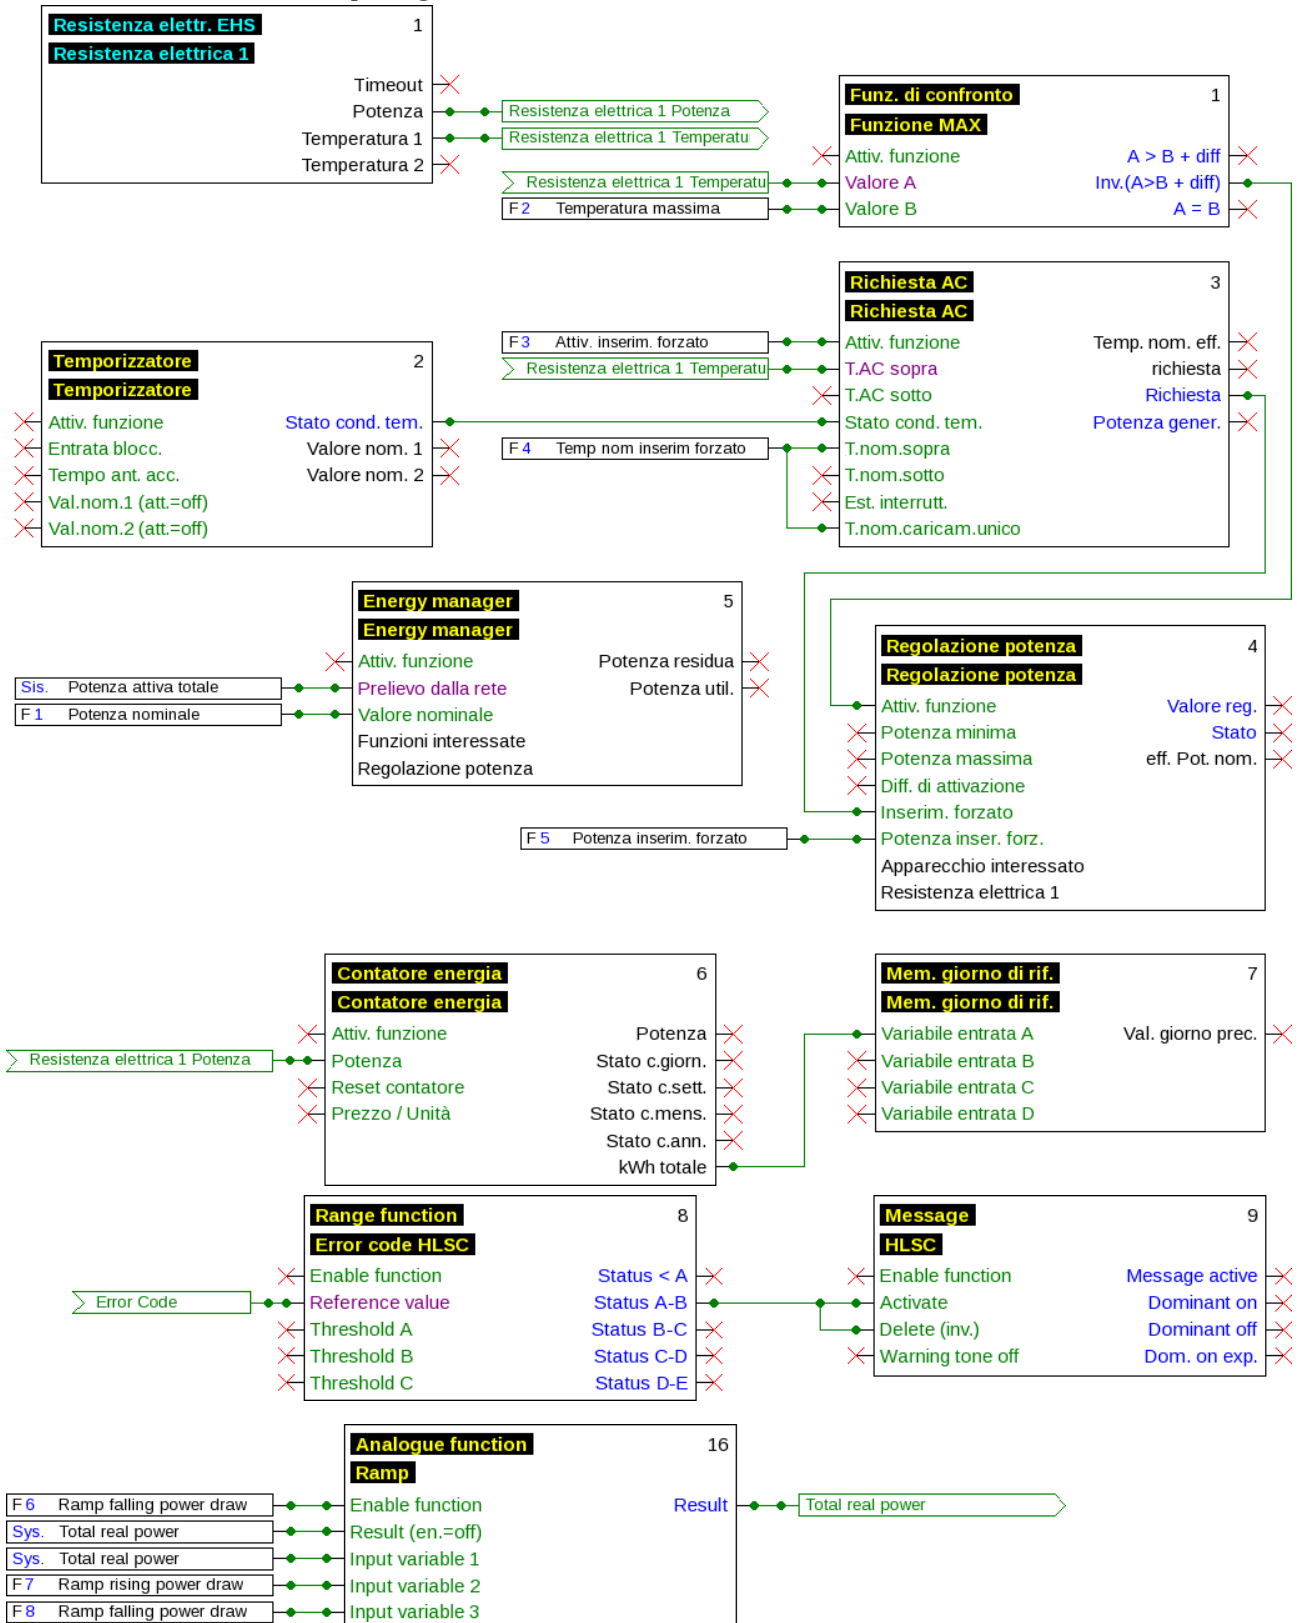 Resistenza elettr. EHS 1
Resistenza elettrica 1
Timeout
Potenza
Temperatura 1
Temperatura 2
Resistenza elettrica 1 Potenza
Resistenza elettrica 1 Temperatu
Funz. di confronto 1
Funzione MAX
Attiv. funzione A > B + diff
Valore A Inv.(A>B + diff)
Valore B A = B
Resistenza elettrica 1 Temperatu
F 2 Temperatura massima
Richiesta AC 3
Richiesta AC
Attiv. funzione Temp. nom. eff.
T.AC sopra richiesta
T.AC sotto Richiesta
Stato cond. tem. Potenza gener.
T.nom.sopra
T.nom.sotto
Est. interrutt.
T.nom.caricam.unico
F 3 Attiv. inserim. forzato
Resistenza elettrica 1 Temperatu
F 4 Temp nom inserim forzato
Temporizzatore 2
Temporizzatore
Attiv. funzione Stato cond. tem.
Entrata blocc. Valore nom. 1
Tempo ant. acc. Valore nom. 2
Val.nom.1 (att.=off)
Val.nom.2 (att.=off)
Energy manager 5
Energy manager
Attiv. funzione Potenza residua
Prelievo dalla rete Potenza util.
Valore nominale
Funzioni interessate
Regolazione potenza
Sis. Potenza attiva totale
F 1 Potenza nominale
Regolazione potenza 4
Regolazione potenza
Attiv. funzione Valore reg.
Potenza minima Stato
Potenza massima eff. Pot. nom.
Diff. di attivazione
Inserim. forzato
Potenza inser. forz.
Apparecchio interessato
Resistenza elettrica 1
F 5 Potenza inserim. forzato
Contatore energia 6
Contatore energia
Attiv. funzione Potenza
Potenza Stato c.giorn.
Reset contatore Stato c.sett.
Prezzo / Unità Stato c.mens.
Stato c.ann.
kWh totale
Resistenza elettrica 1 Potenza
Mem. giorno di rif. 7
Mem. giorno di rif.
Variabile entrata A Val. giorno prec.
Variabile entrata B
Variabile entrata C
Variabile entrata D
Range function 8
Error code HLSC
Enable function Status < A
Reference value Status A-B
Threshold A Status B-C
Threshold B Status C-D
Threshold C Status D-E
Error Code
Message 9
HLSC
Enable function Message active
Activate Dominant on
Delete (inv.) Dominant off
Warning tone off Dom. on exp.
Analogue function 16
Ramp
Enable function Result
Result (en.=off)
Input variable 1
Input variable 2
Input variable 3
F 6 Ramp falling power draw
Sys. Total real power
Sys. Total real power
F 7 Ramp rising power draw
F 8 Ramp falling power draw
Total real power